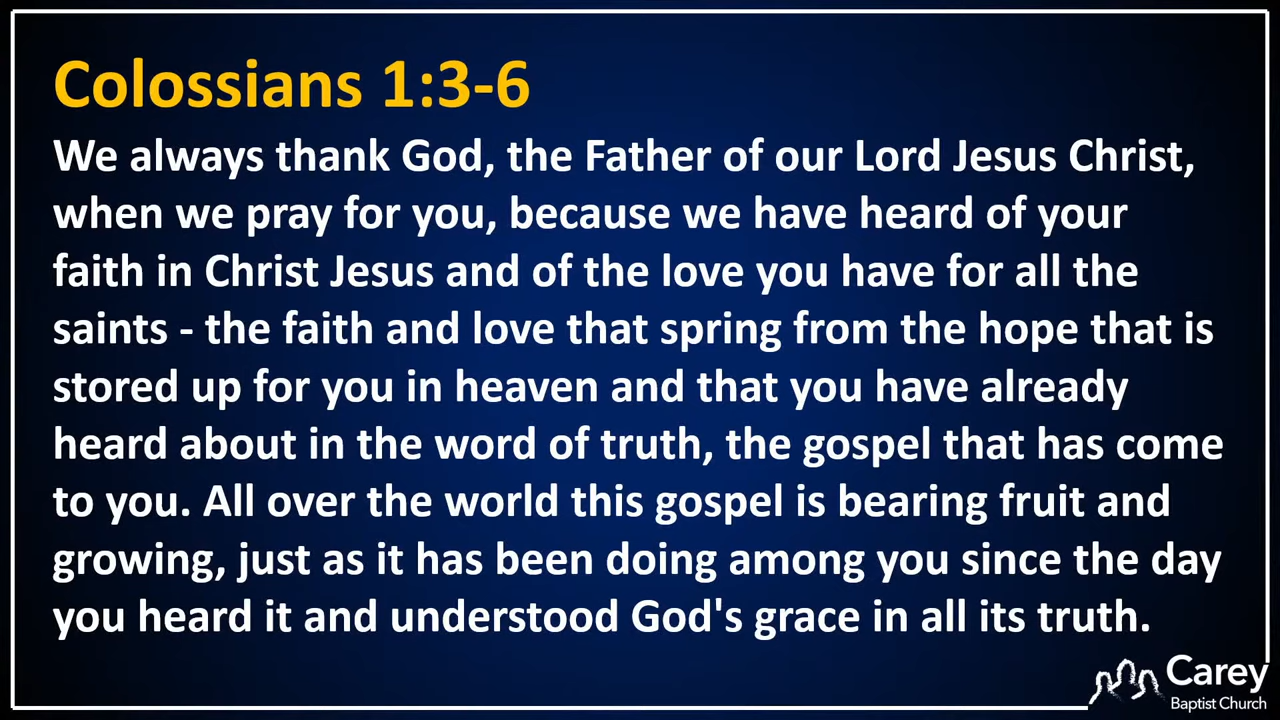 Colossians 1:3-6
We always thank God, the Father of our Lord Jesus Christ,
when we pray for you, because we have heard of your
faith in Christ Jesus and of the love you have for all the
saints - the faith and love that spring from the hope that is
stored up for you in heaven and that you have already
heard about in the word of truth, the gospel that has come
to you. All over the world this gospel is bearing fruit and
growing, just as it has been doing among you since the day
you heard it and understood God's grace in all its truth.
Carey
Baptist Church